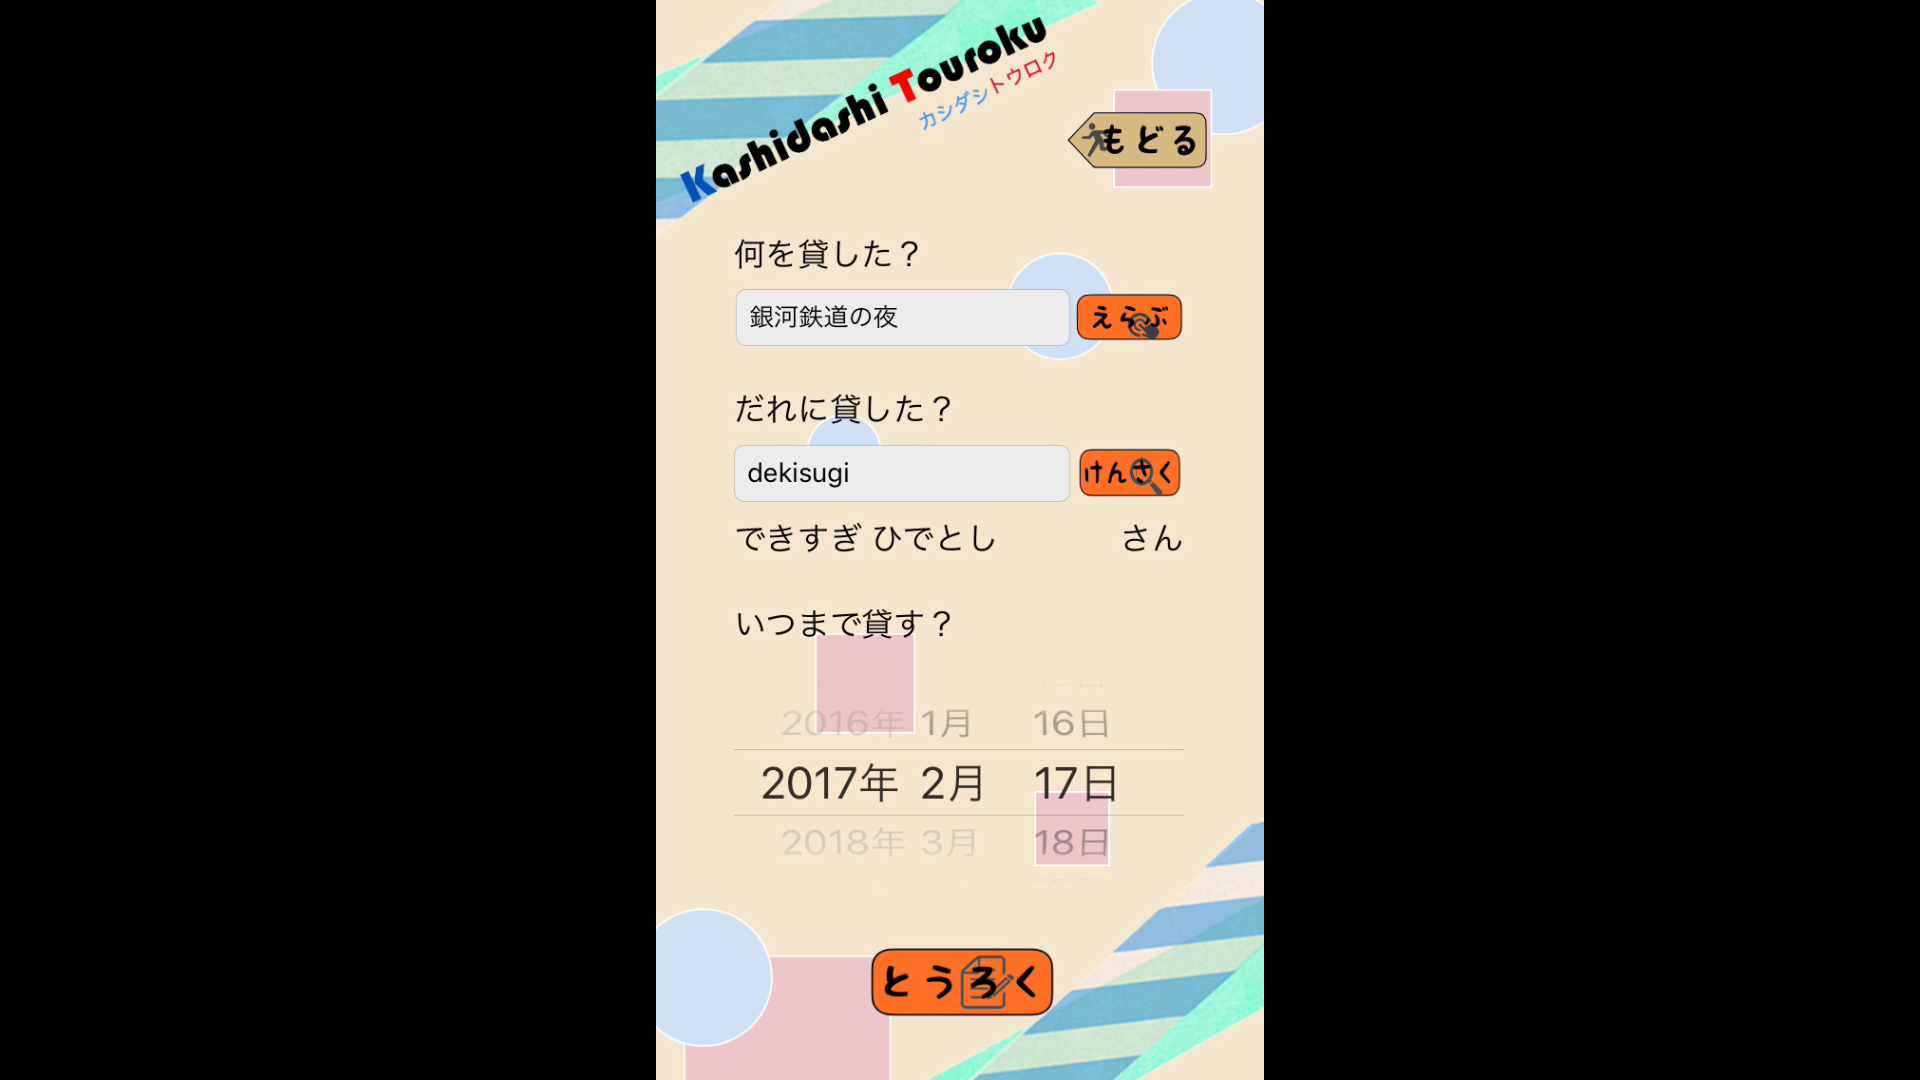 Kashidashi Touroku
カシダシトウロク
もどる
何を貸した？
銀河鉄道の夜
えらぶ
だれに貸した？
dekisugi
けんさく
できすぎ ひでとし さん
いつまで貸す？
2016年 1月 16日
2017年 2月 17日
2018年 3月 18日
とうろく